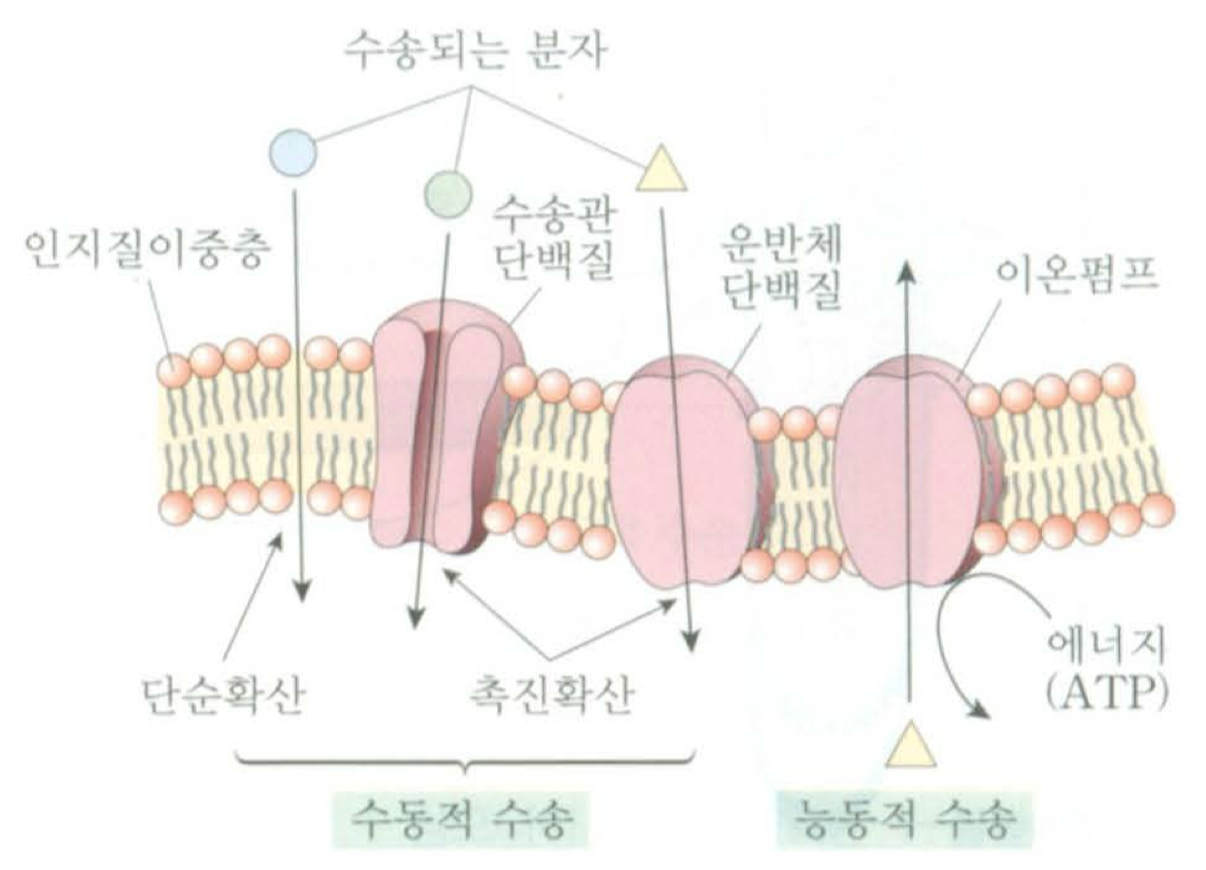 수송되는 분자
수송관
단백질
인지질이중층
운반체
단백질
이온펌프
에너지
(ATP)
단순확산
촉진확산
수동적 수송
능동적 수송